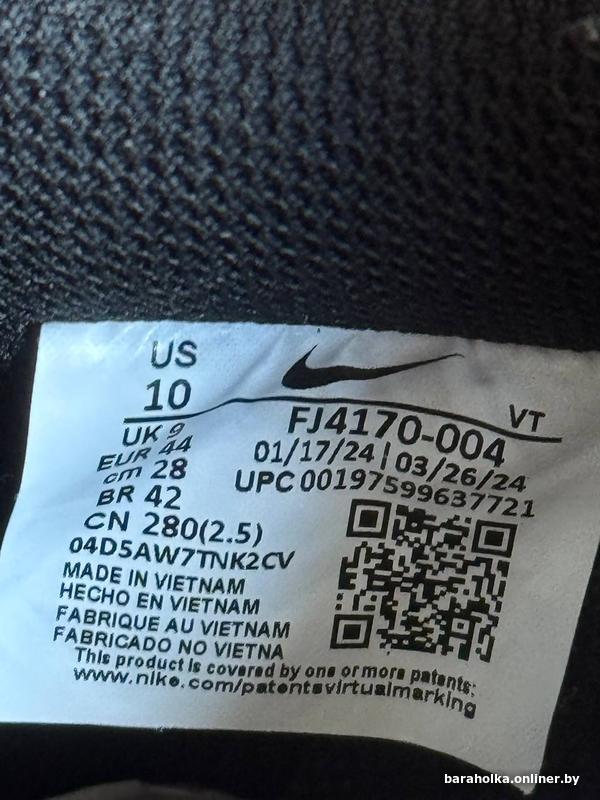 US
10
VT
UK 9
EUR 44
cm 28
BR 42
CN 280(2.5)
04D5AW7TNK2CV
FJ4170-004
01/17/24 | 03/26/24
UPC 00197599637721
MADE IN VIETNAM
HECHO EN VIETNAM
FABRIQUE AU VIETNAM
FABRICADO NO VIETNA
This product is covered by one or more patents:
www.nike.com/patentsvirtualmarking
baraholka.onliner.by